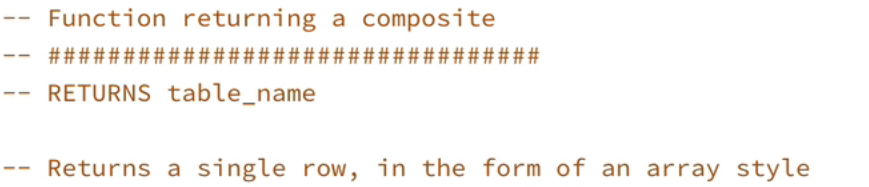 -- Function returning a composite
-- #################################
-- RETURNS table_name
-- Returns a single row, in the form of an array style